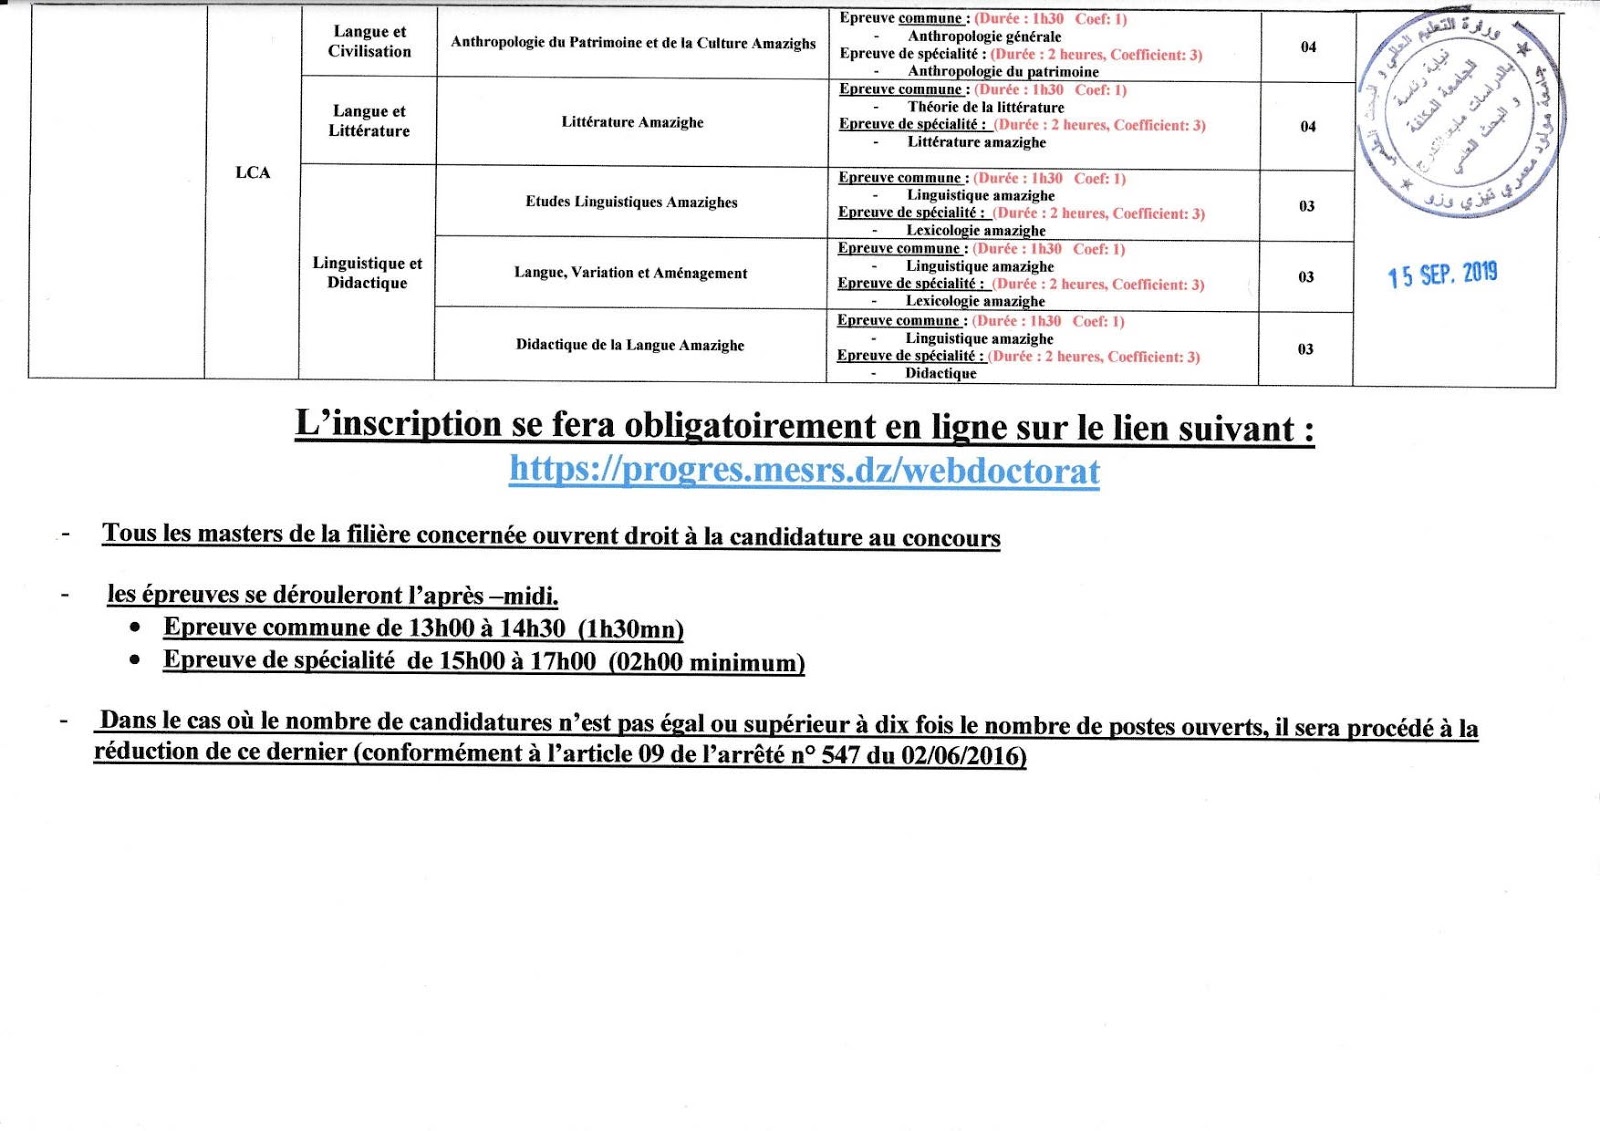 LCA
Langue et
Civilisation
Anthropologie du Patrimoine et de la Culture Amazighs
Epreuve commune : (Durée : 1h30 Coef: 1)
- Anthropologie générale
Epreuve de spécialité : (Durée : 2 heures, Coefficient: 3)
- Anthropologie du patrimoine
04
Langue et
Littérature
Littérature Amazighe
Epreuve commune : (Durée : 1h30 Coef: 1)
- Théorie de la littérature
Epreuve de spécialité : (Durée : 2 heures, Coefficient: 3)
- Littérature amazighe
04
Linguistique et
Didactique
Etudes Linguistiques Amazighes
Epreuve commune : (Durée : 1h30 Coef: 1)
- Linguistique amazighe
Epreuve de spécialité : (Durée : 2 heures, Coefficient: 3)
- Lexicologie amazighe
03
Langue, Variation et Aménagement
Epreuve commune : (Durée : 1h30 Coef: 1)
- Linguistique amazighe
Epreuve de spécialité : (Durée : 2 heures, Coefficient: 3)
- Lexicologie amazighe
03
Didactique de la Langue Amazighe
Epreuve commune : (Durée : 1h30 Coef: 1)
- Linguistique amazighe
Epreuve de spécialité : (Durée : 2 heures, Coefficient: 3)
- Didactique
03
وزارة التعليم العالي و البحث العلمي
جامعة مولود معمري تيزي وزو
نيابة رئاسة
الجامعة المكلفة
و البحث العلمي
15 SEP. 2019
L’inscription se fera obligatoirement en ligne sur le lien suivant :
https://progres.mesrs.dz/webdoctorat
- Tous les masters de la filière concernée ouvrent droit à la candidature au concours
- les épreuves se dérouleront l’après –midi.
• Epreuve commune de 13h00 à 14h30 (1h30mn)
• Epreuve de spécialité de 15h00 à 17h00 (02h00 minimum)
- Dans le cas où le nombre de candidatures n’est pas égal ou supérieur à dix fois le nombre de postes ouverts, il sera procédé à la
réduction de ce dernier (conformément à l’article 09 de l’arrêté n° 547 du 02/06/2016)